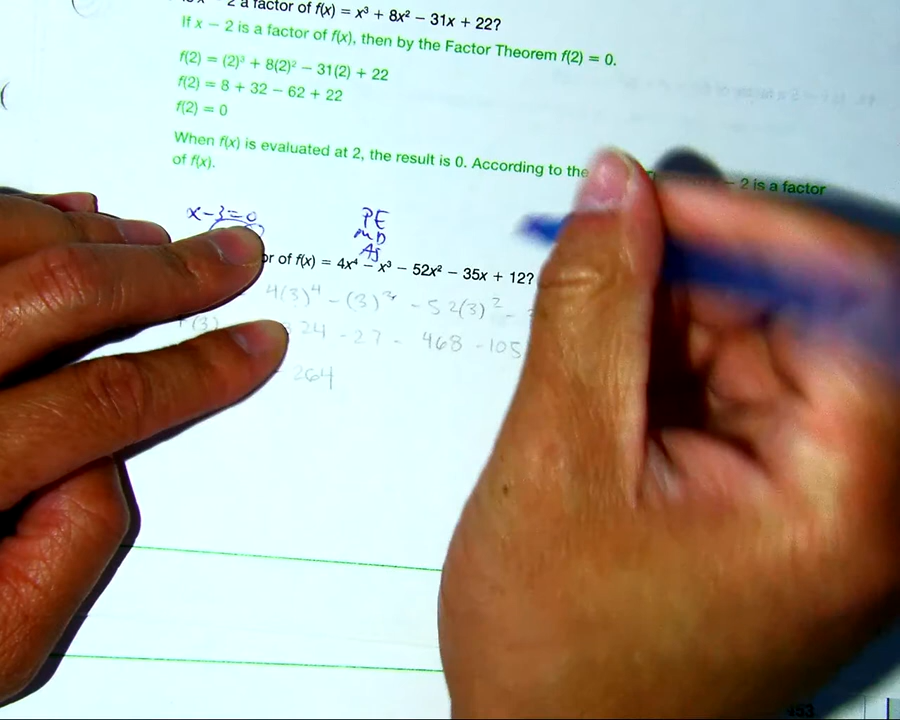 2 a factor of f(x) = x³ + 8x² − 31x + 22?
If x − 2 is a factor of f(x), then by the Factor Theorem f(2) = 0.
f(2) = (2)³ + 8(2)² − 31(2) + 22
f(2) = 8 + 32 − 62 + 22
f(2) = 0
When f(x) is evaluated at 2, the result is 0. According to the − 2 is a factor
of f(x).
x-3=0
PE
MD
AS
of f(x) = 4x⁴ − x³ − 52x² − 35x + 12?
4(3)⁴ - (3)³ - 52(3)² -
(3) 24 - 27 - 468 - 105
- 264
453